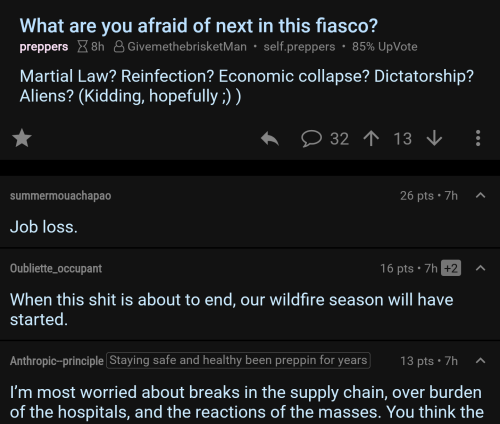 What are you afraid of next in this fiasco?
preppers 8h GivemethebrisketMan • self.preppers • 85% UpVote
Martial Law? Reinfection? Economic collapse? Dictatorship?
Aliens? (Kidding, hopefully ;) )
32 13
summermouachapao 26 pts • 7h
Job loss.
Oubliette_occupant 16 pts • 7h +2
When this shit is about to end, our wildfire season will have
started.
Anthropic-principle Staying safe and healthy been preppin for years 13 pts • 7h
I'm most worried about breaks in the supply chain, over burden
of the hospitals, and the reactions of the masses. You think the